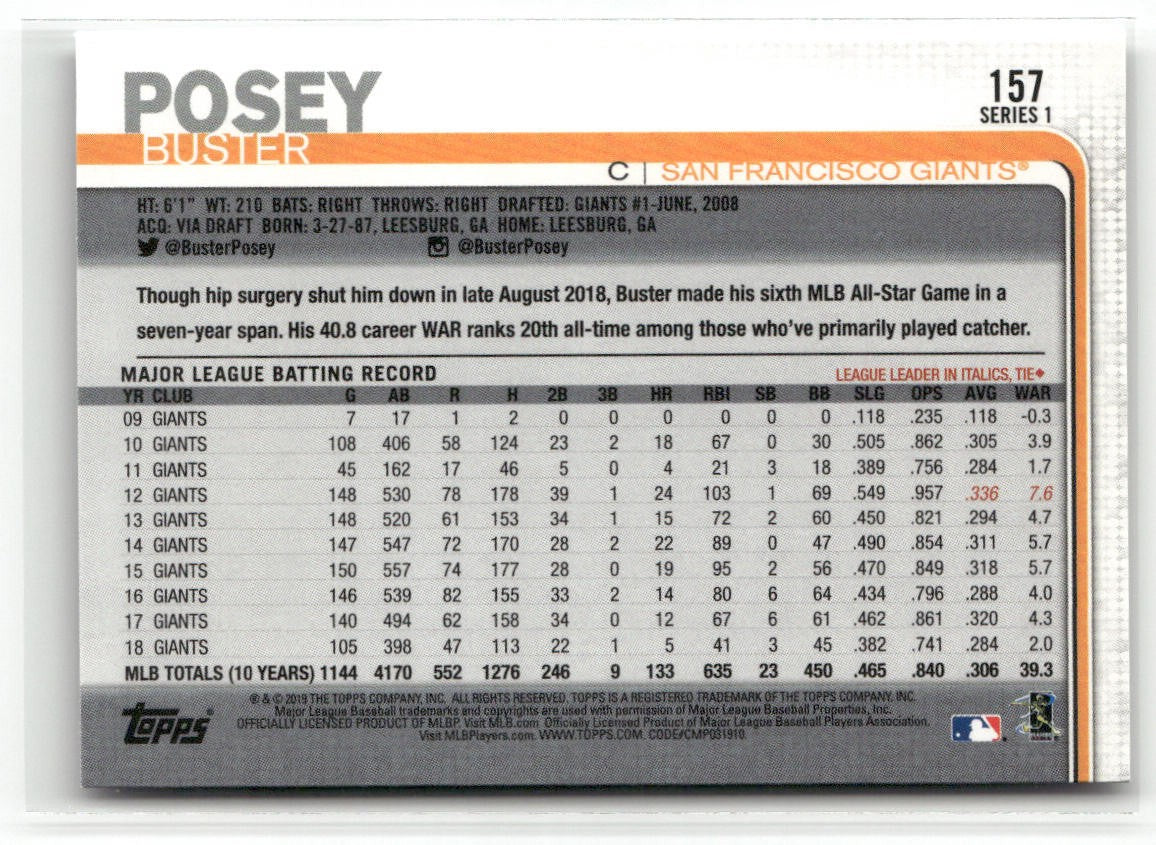 POSEY
BUSTER
157
SERIES 1
C | SAN FRANCISCO GIANTS®
HT: 6'1" WT: 210 BATS: RIGHT THROWS: RIGHT DRAFTED: GIANTS #1-JUNE, 2008
ACQ: VIA DRAFT BORN: 3-27-87, LEESBURG, GA HOME: LEESBURG, GA
@BusterPosey @BusterPosey
Though hip surgery shut him down in late August 2018, Buster made his sixth MLB All-Star Game in a
seven-year span. His 40.8 career WAR ranks 20th all-time among those who've primarily played catcher.
MAJOR LEAGUE BATTING RECORD LEAGUE LEADER IN ITALICS, TIE♦
YR CLUB G AB R H 2B 3B HR RBI SB BB SLG OPS AVG WAR
09 GIANTS 7 17 1 2 0 0 0 0 0 0 .118 .235 .118 -0.3
10 GIANTS 108 406 58 124 23 2 18 67 0 30 .505 .862 .305 3.9
11 GIANTS 45 162 17 46 5 0 4 21 3 18 .389 .756 .284 1.7
12 GIANTS 148 530 78 178 39 1 24 103 1 69 .549 .957 .336 7.6
13 GIANTS 148 520 61 153 34 1 15 72 2 60 .450 .821 .294 4.7
14 GIANTS 147 547 72 170 28 2 22 89 0 47 .490 .854 .311 5.7
15 GIANTS 150 557 74 177 28 0 19 95 2 56 .470 .849 .318 5.7
16 GIANTS 146 539 82 155 33 2 14 80 6 64 .434 .796 .288 4.0
17 GIANTS 140 494 62 158 34 0 12 67 6 61 .462 .861 .320 4.3
18 GIANTS 105 398 47 113 22 1 5 41 3 45 .382 .741 .284 2.0
MLB TOTALS (10 YEARS) 1144 4170 552 1276 246 9 133 635 23 450 .465 .840 .306 39.3
® & © 2019 THE TOPPS COMPANY, INC. ALL RIGHTS RESERVED. TOPPS IS A REGISTERED TRADEMARK OF THE TOPPS COMPANY, INC.
Major League Baseball trademarks and copyrights are used with permission of Major League Baseball Properties, Inc.
OFFICIALLY LICENSED PRODUCT OF MLBP. Visit MLB.com. Officially Licensed Product of Major League Baseball Players Association.
Visit MLBPlayers.com. WWW.TOPPS.COM. CODE#CMP031910.
Topps®